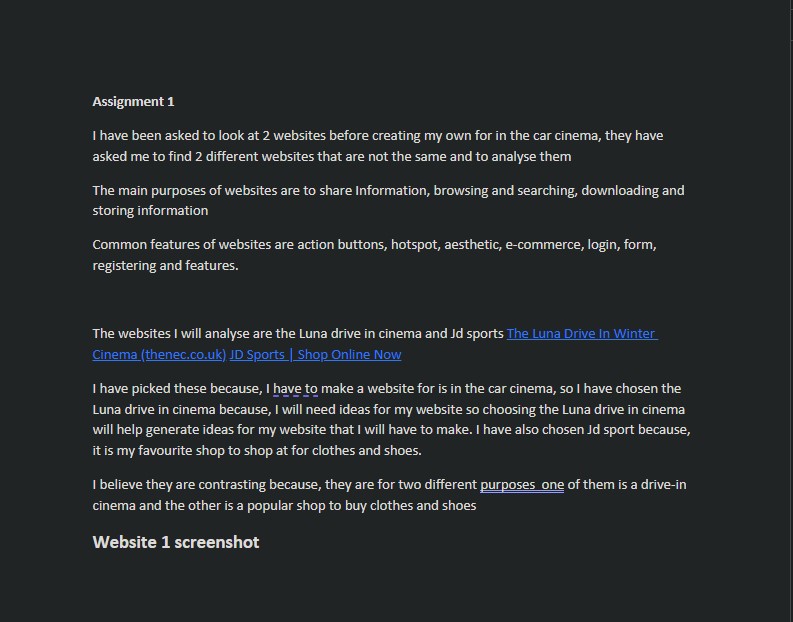 Assignment 1
I have been asked to look at 2 websites before creating my own for in the car cinema, they have
asked me to find 2 different websites that are not the same and to analyse them
The main purposes of websites are to share Information, browsing and searching, downloading and
storing information
Common features of websites are action buttons, hotspot, aesthetic, e-commerce, login, form,
registering and features.
The websites I will analyse are the Luna drive in cinema and Jd sports The Luna Drive In Winter
Cinema (thenec.co.uk) JD Sports | Shop Online Now
I have picked these because, I have to make a website for is in the car cinema, so I have chosen the
Luna drive in cinema because, I will need ideas for my website so choosing the Luna drive in cinema
will help generate ideas for my website that I will have to make. I have also chosen Jd sport because,
it is my favourite shop to shop at for clothes and shoes.
I believe they are contrasting because, they are for two different purposes one of them is a drive-in
cinema and the other is a popular shop to buy clothes and shoes
Website 1 screenshot